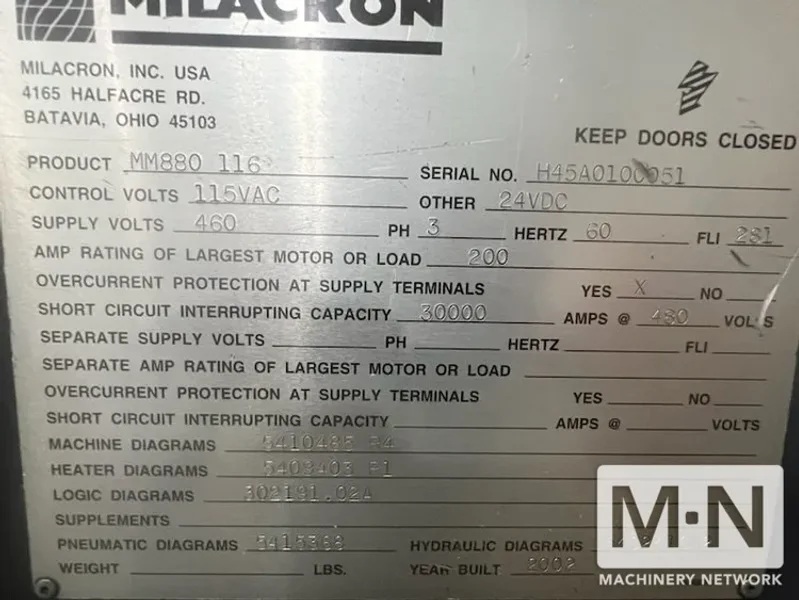 MILACRON
MILACRON, INC. USA
4165 HALFACRE RD.
BATAVIA, OHIO 45103
KEEP DOORS CLOSED
PRODUCT MM880 116 SERIAL NO. H45A0100051
CONTROL VOLTS 115VAC OTHER 24VDC
SUPPLY VOLTS 460 PH 3 HERTZ 60 FLI 281
AMP RATING OF LARGEST MOTOR OR LOAD 200
OVERCURRENT PROTECTION AT SUPPLY TERMINALS YES X NO
SHORT CIRCUIT INTERRUPTING CAPACITY 30000 AMPS @ 480 VOLTS
SEPARATE SUPPLY VOLTS PH HERTZ FLI
SEPARATE AMP RATING OF LARGEST MOTOR OR LOAD
OVERCURRENT PROTECTION AT SUPPLY TERMINALS YES NO
SHORT CIRCUIT INTERRUPTING CAPACITY AMPS @ VOLTS
MACHINE DIAGRAMS
HEATER DIAGRAMS
LOGIC DIAGRAMS 302191.02A
SUPPLEMENTS
PNEUMATIC DIAGRAMS HYDRAULIC DIAGRAMS
WEIGHT LBS. YEAR BUILT 2002
M·N
MACHINERY NETWORK